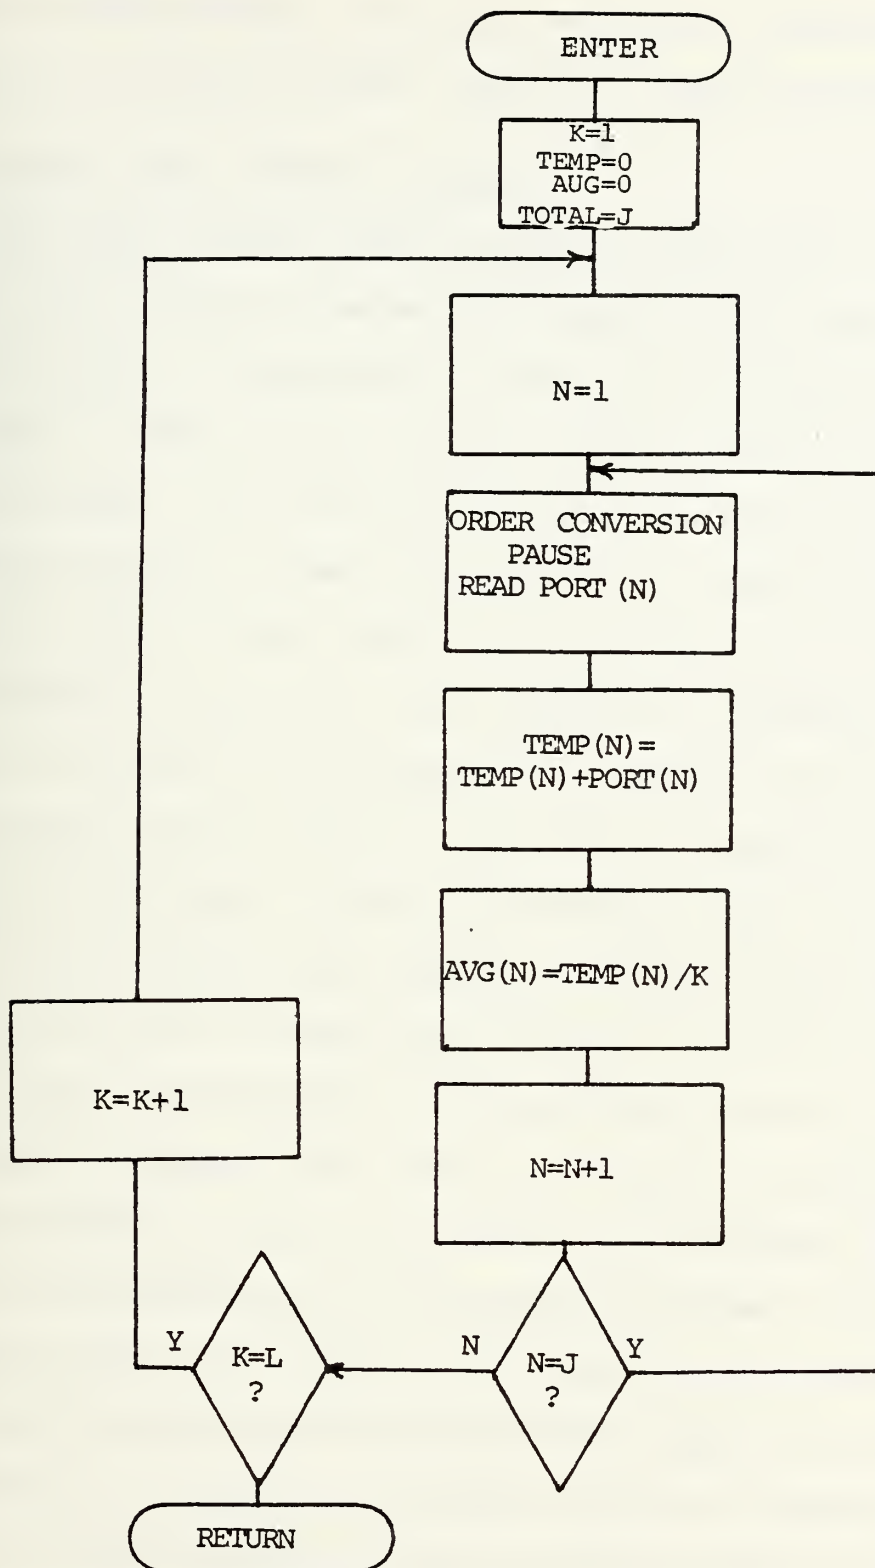 ENTER
K=1
TEMP=0
AUG=0
TOTAL=J
N=1
ORDER CONVERSION
PAUSE
READ PORT (N)
TEMP(N)=
TEMP(N)+PORT(N)
AVG(N)=TEMP(N)/K
K=K+1
N=N+1
Y
K=L
?
N
N=J
?
Y
RETURN